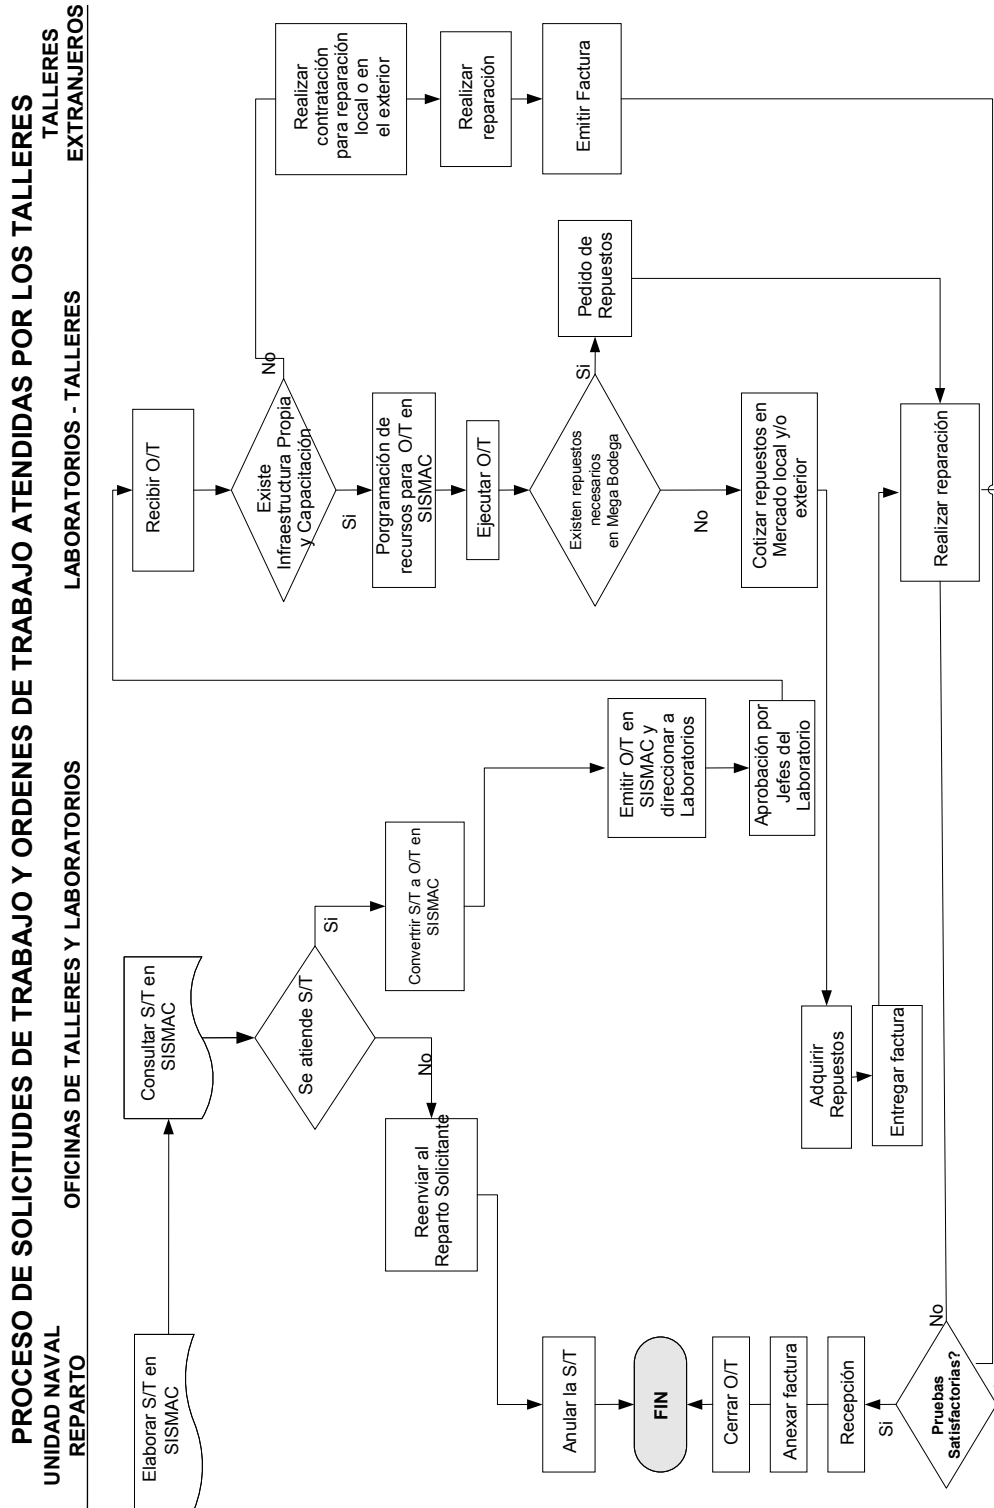 PROCESO DE SOLICITUDES DE TRABAJO Y ORDENES DE TRABAJO ATENDIDAS POR LOS TALLERES
UNIDAD NAVAL
REPARTO
OFICINAS DE TALLERES Y LABORATORIOS
LABORATORIOS - TALLERES
TALLERES
EXTRANJEROS
Elaborar S/T en
SISMAC
Consultar S/T en
SISMAC
Se atiende S/T
Si
No
Convertrir S/T a O/T en
SISMAC
Reenviar al
Reparto Solicitante
Anular la S/T
FIN
Emitir O/T en
SISMAC y
direccionar a
Laboratorios
Aprobación por
Jefes del
Laboratorio
Recibir O/T
Existe
Infraestructura Propia
y Capacitación
No
Si
Realizar
contratación
para reparación
local o en
el exterior
Realizar
reparación
Emitir Factura
Porgramación de
recursos para O/T en
SISMAC
Ejecutar O/T
Existen repuestos
necesarios
en Mega Bodega
Si
No
Pedido de
Repuestos
Cotizar repuestos en
Mercado local y/o
exterior
Adquirir
Repuestos
Entregar factura
Realizar reparación
Pruebas
Satisfactorias?
No
Si
Recepción
Anexar factura
Cerrar O/T